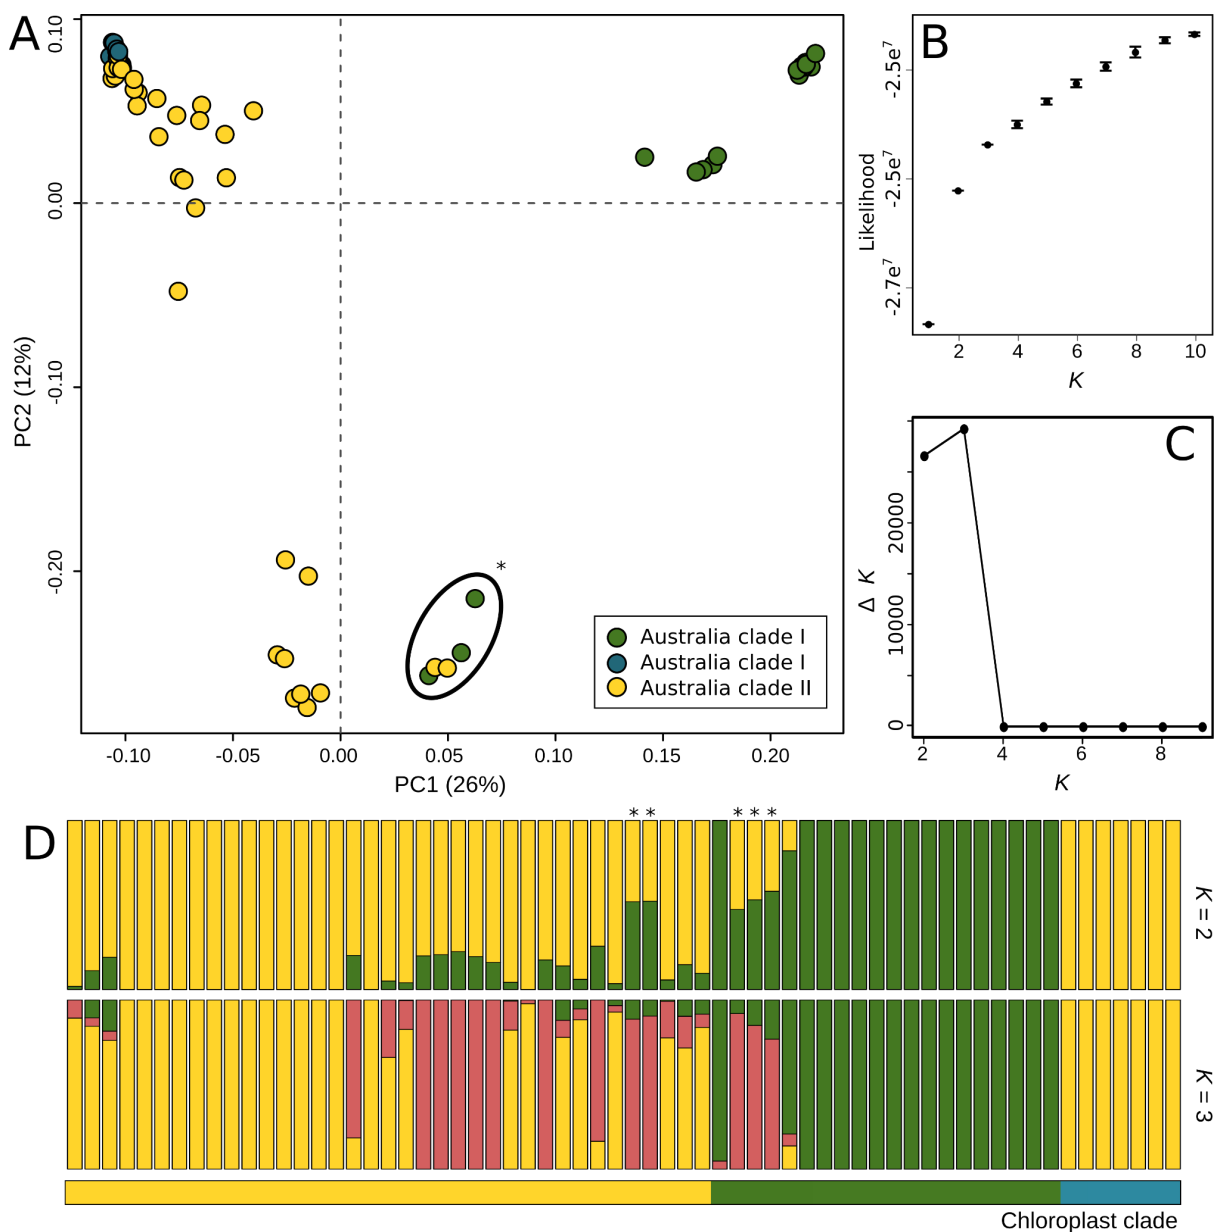 A
0.10
0.00
-0.10
-0.20
PC2 (12%)
-0.10
-0.05
0.00
0.05
0.10
0.15
0.20
PC1 (26%)
*
Australia clade I
Australia clade I
Australia clade II
B
-2.5e⁷
-2.5e⁷
-2.7e⁷
Likelihood
2
4
6
8
10
K
C
20000
10000
0
Δ K
2
4
6
8
K
D
* *
* * *
K = 2
K = 3
Chloroplast clade